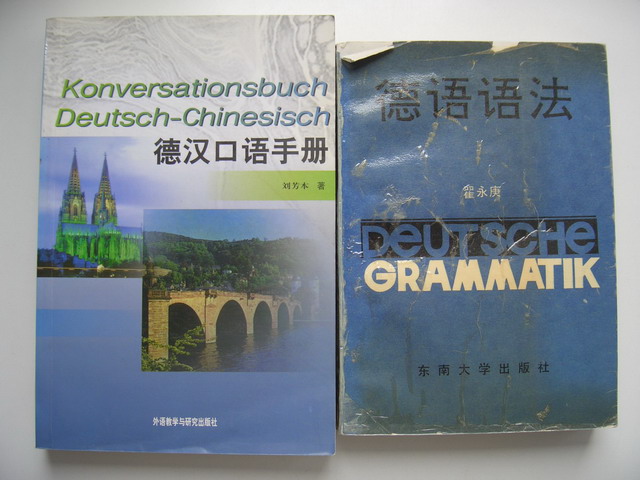 Konversationsbuch
Deutsch-Chinesisch
德汉口语手册
刘芳本 著
外语教学与研究出版社
德语语法
翟永庚
DEUTSCHE
GRAMMATIK
东南大学出版社